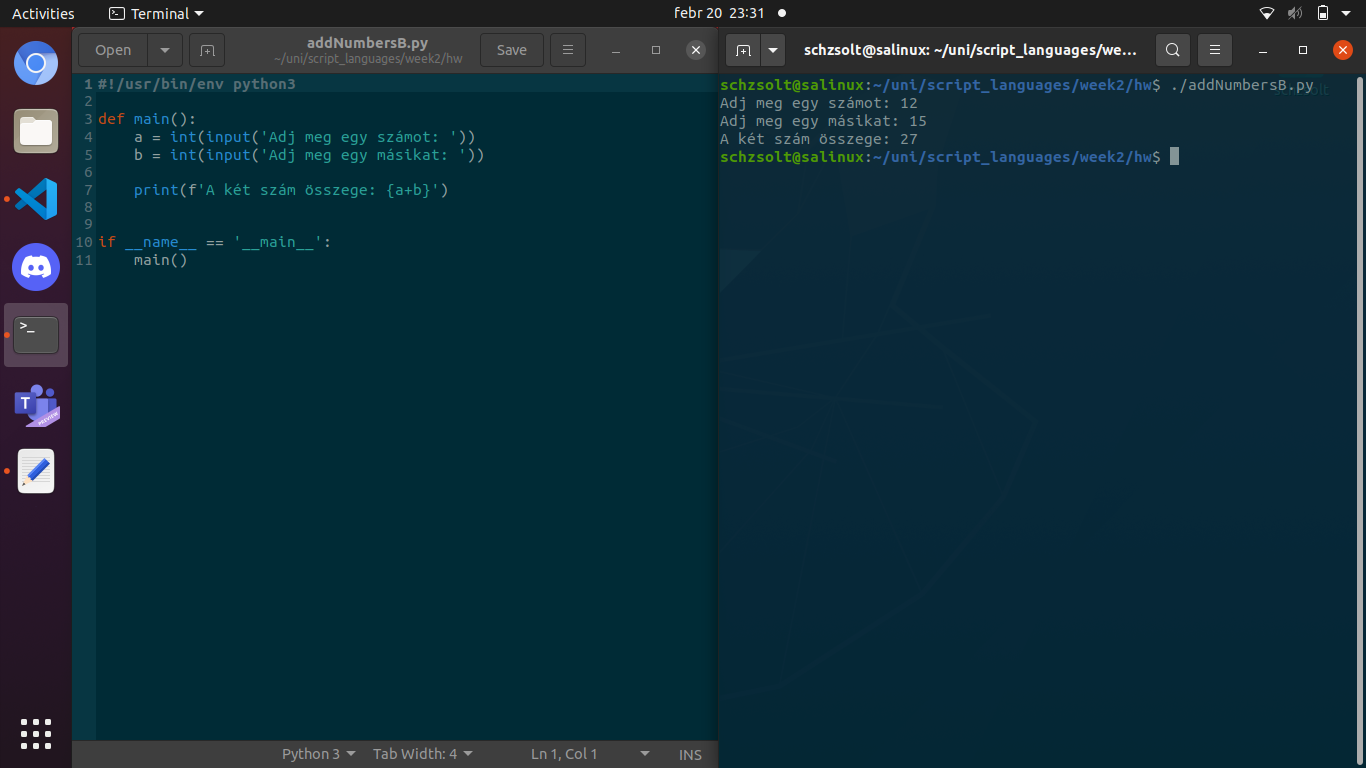 Activities
Terminal
febr 20 23:31
Open
addNumbersB.py
~/uni/script_languages/week2/hw
Save
1 #!/usr/bin/env python3
2
3 def main():
4     a = int(input('Adj meg egy számot: '))
5     b = int(input('Adj meg egy másikat: '))
6
7     print(f'A két szám összege: {a+b}')
8
9
10 if __name__ == '__main__':
11     main()
Python 3
Tab Width: 4
Ln 1, Col 1
INS
schzsolt@salinux: ~/uni/script_languages/we...
schzsolt@salinux:~/uni/script_languages/week2/hw$ ./addNumbersB.py
Adj meg egy számot: 12
Adj meg egy másikat: 15
A két szám összege: 27
schzsolt@salinux:~/uni/script_languages/week2/hw$
>_
T
PREVIEW